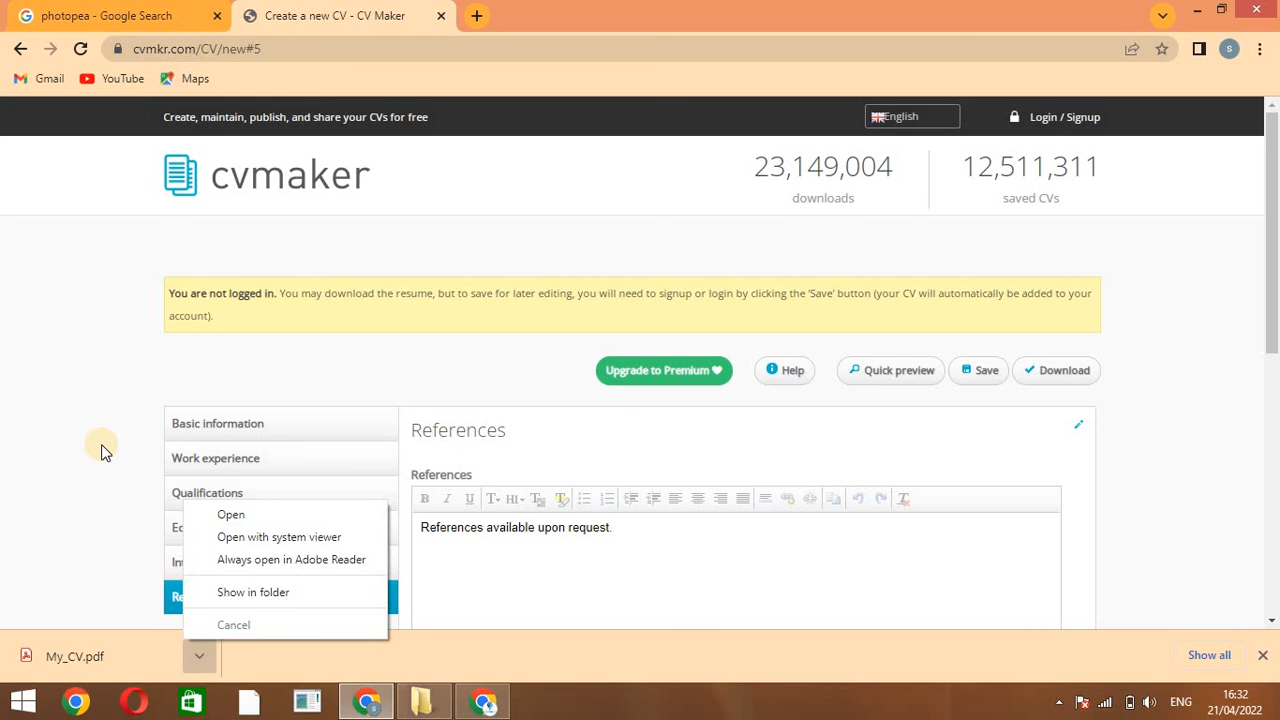 photopea - Google Search
Create a new CV - CV Maker
cvmkr.com/CV/new#5
S
Gmail
YouTube
Maps
Create, maintain, publish, and share your CVs for free
English
Login / Signup
cvmaker
23,149,004
downloads
12,511,311
saved CVs
You are not logged in. You may download the resume, but to save for later editing, you will need to signup or login by clicking the 'Save' button (your CV will automatically be added to your
account).
Upgrade to Premium
Help
Quick preview
Save
Download
Basic information
Work experience
Qualifications
References
References
References available upon request.
Open
Open with system viewer
Always open in Adobe Reader
Show in folder
Cancel
My_CV.pdf
Show all
ENG
16:32
21/04/2022